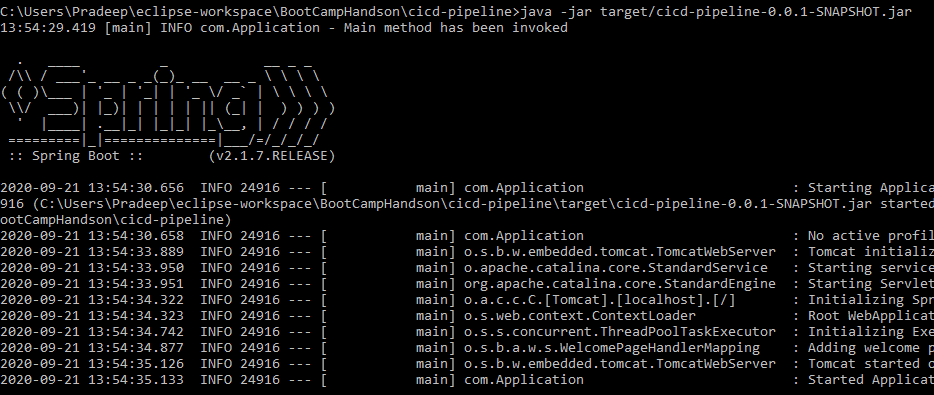 C:\Users\Pradeep\eclipse-workspace\BootCampHandson\cicd-pipeline>java -jar target/cicd-pipeline-0.0.1-SNAPSHOT.jar
13:54:29.419 [main] INFO com.Application - Main method has been invoked
  .   ____          _            __ _ _
 /\\ / ___'_ __ _ _(_)_ __  __ _ \ \ \ \
( ( )\___ | '_ | '_| | '_ \/ _` | \ \ \ \
 \\/  ___)| |_)| | | | | || (_| |  ) ) ) )
  '  |____| .__|_| |_|_| |_\__, | / / / /
 =========|_|==============|___/=/_/_/_/
 :: Spring Boot ::        (v2.1.7.RELEASE)
2020-09-21 13:54:30.656  INFO 24916 --- [           main] com.Application                          : Starting Applica
916 (C:\Users\Pradeep\eclipse-workspace\BootCampHandson\cicd-pipeline\target\cicd-pipeline-0.0.1-SNAPSHOT.jar started
ootCampHandson\cicd-pipeline)
2020-09-21 13:54:30.658  INFO 24916 --- [           main] com.Application                          : No active profil
2020-09-21 13:54:33.889  INFO 24916 --- [           main] o.s.b.w.embedded.tomcat.TomcatWebServer  : Tomcat initializ
2020-09-21 13:54:33.950  INFO 24916 --- [           main] o.apache.catalina.core.StandardService   : Starting service
2020-09-21 13:54:33.951  INFO 24916 --- [           main] org.apache.catalina.core.StandardEngine  : Starting Servlet
2020-09-21 13:54:34.322  INFO 24916 --- [           main] o.a.c.c.C.[Tomcat].[localhost].[/]       : Initializing Spr
2020-09-21 13:54:34.323  INFO 24916 --- [           main] o.s.web.context.ContextLoader            : Root WebApplicat
2020-09-21 13:54:34.742  INFO 24916 --- [           main] o.s.s.concurrent.ThreadPoolTaskExecutor  : Initializing Exe
2020-09-21 13:54:34.877  INFO 24916 --- [           main] o.s.b.a.w.s.WelcomePageHandlerMapping    : Adding welcome p
2020-09-21 13:54:35.126  INFO 24916 --- [           main] o.s.b.w.embedded.tomcat.TomcatWebServer  : Tomcat started o
2020-09-21 13:54:35.133  INFO 24916 --- [           main] com.Application                          : Started Applicat